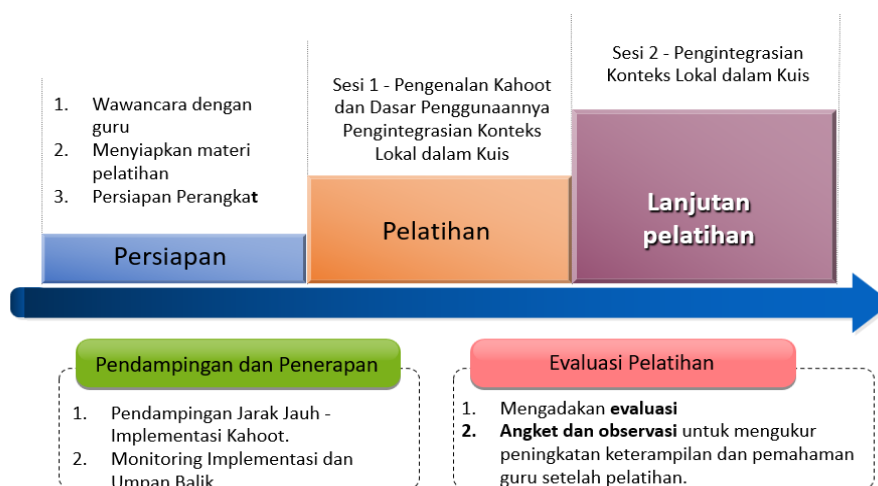 1. Wawancara dengan
guru
2. Menyiapkan materi
pelatihan
3. Persiapan Perangkat
Persiapan
Sesi 1 - Pengenalan Kahoot
dan Dasar Penggunaannya
Pengintegrasian Konteks
Lokal dalam Kuis
Pelatihan
Sesi 2 - Pengintegrasian
Konteks Lokal dalam Kuis
Lanjutan
pelatihan
Pendampingan dan Penerapan
1. Pendampingan Jarak Jauh -
Implementasi Kahoot.
2. Monitoring Implementasi dan
Umpan Balik
Evaluasi Pelatihan
1. Mengadakan evaluasi
2. Angket dan observasi untuk mengukur
peningkatan keterampilan dan pemahaman
guru setelah pelatihan.